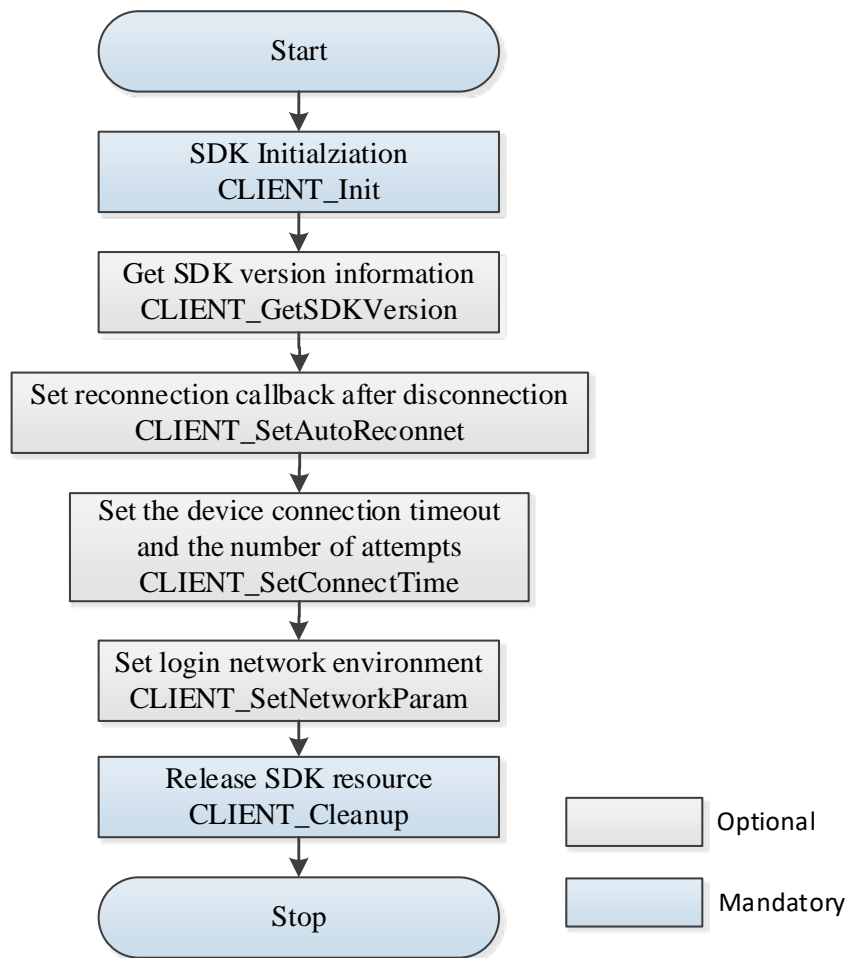 Start
SDK Initialziation
CLIENT_Init
Get SDK version information
CLIENT_GetSDKVersion
Set reconnection callback after disconnection
CLIENT_SetAutoReconnet
Set the device connection timeout
and the number of attempts
CLIENT_SetConnectTime
Set login network environment
CLIENT_SetNetworkParam
Release SDK resource
CLIENT_Cleanup
Stop
Optional
Mandatory